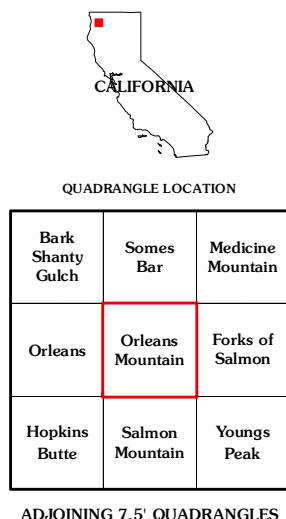 CALIFORNIA
QUADRANGLE LOCATION
Bark
Shanty
Gulch
Somes
Bar
Medicine
Mountain
Orleans
Orleans
Mountain
Forks of
Salmon
Hopkins
Butte
Salmon
Mountain
Youngs
Peak
ADJOINING 7.5' QUADRANGLES